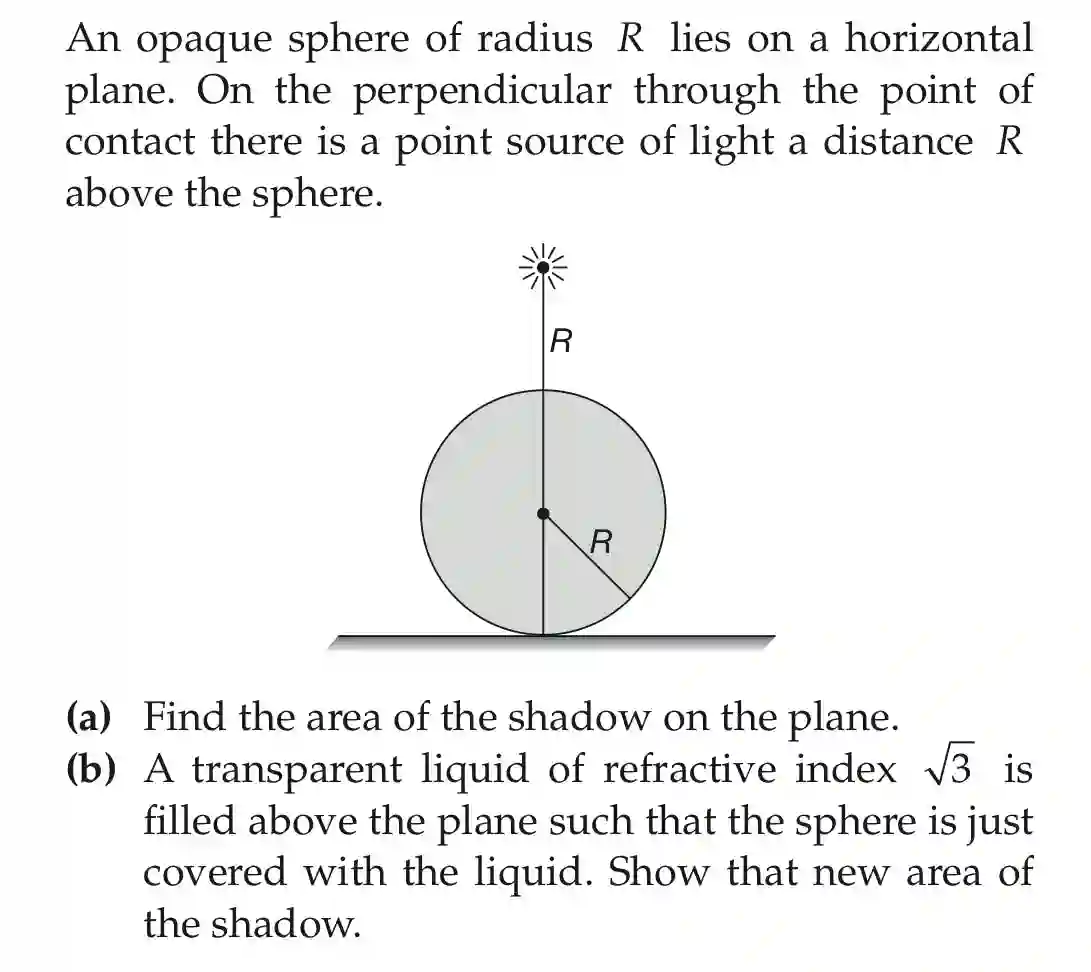 An opaque sphere of radius R lies on a horizontal
plane. On the perpendicular through the point of
contact there is a point source of light a distance R
above the sphere.
R
R
(a) Find the area of the shadow on the plane.
(b) A transparent liquid of refractive index √3 is
filled above the plane such that the sphere is just
covered with the liquid. Show that new area of
the shadow.